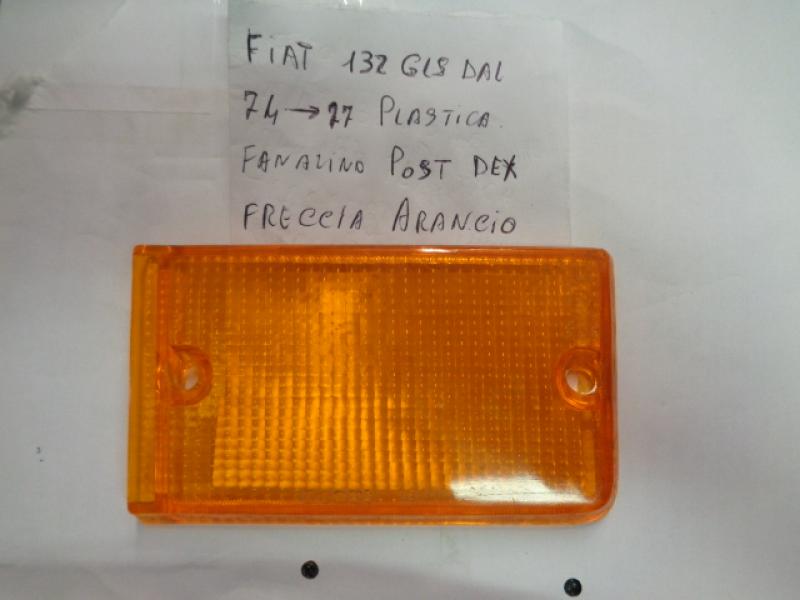 FIAT 132 GLS DAL
74→77 PLASTICA
FANALINO POST DEX
FRECCIA ARANCIO